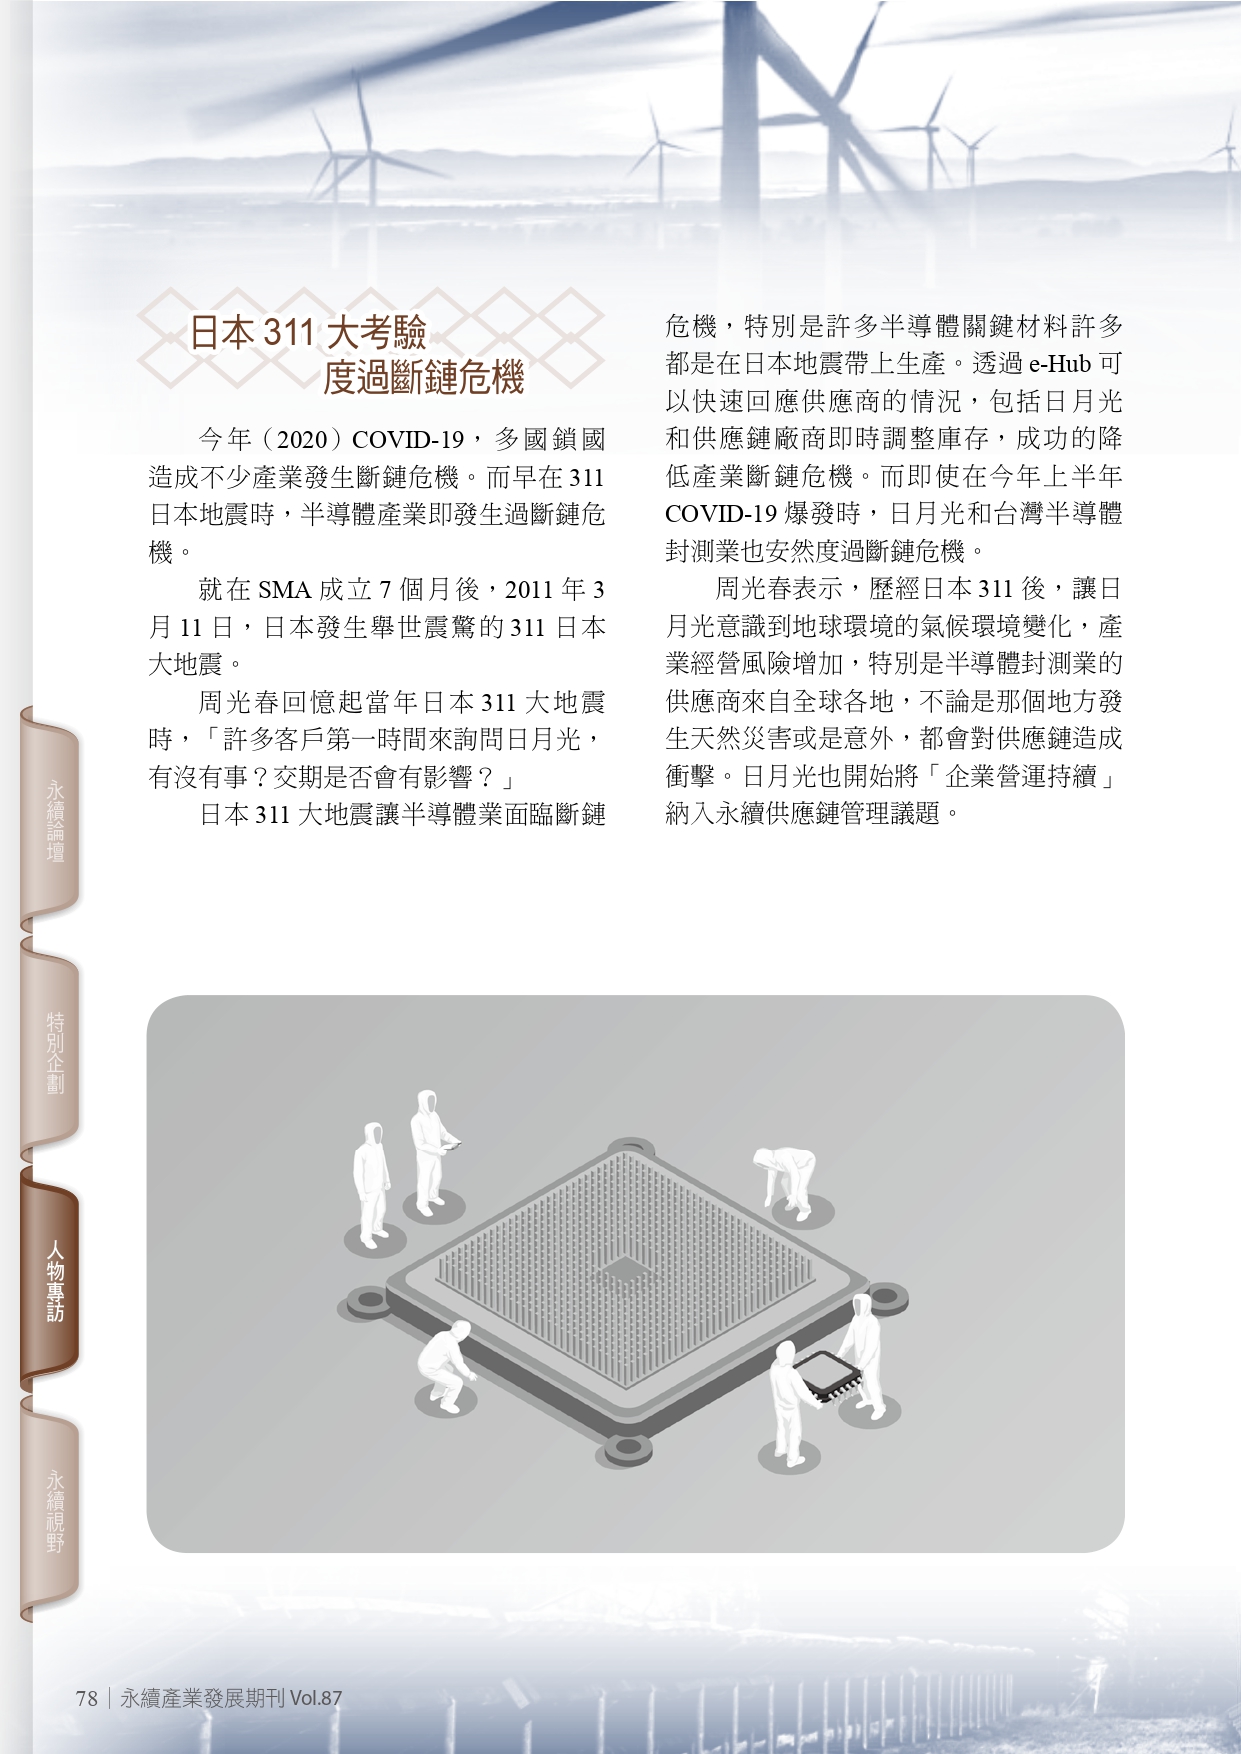 日本 311 大考驗
度過斷鏈危機
今年（2020）COVID-19，多國鎖國
造成不少產業發生斷鏈危機。而早在 311
日本地震時，半導體產業即發生過斷鏈危
機。
就在 SMA 成立 7 個月後，2011 年 3
月 11 日，日本發生舉世震驚的 311 日本
大地震。
周光春回憶起當年日本 311 大地震
時，「許多客戶第一時間來詢問日月光，
有沒有事？交期是否會有影響？」
日本 311 大地震讓半導體業面臨斷鏈
危機，特別是許多半導體關鍵材料許多
都是在日本地震帶上生產。透過 e-Hub 可
以快速回應供應商的情況，包括日月光
和供應鏈廠商即時調整庫存，成功的降
低產業斷鏈危機。而即使在今年上半年
COVID-19 爆發時，日月光和台灣半導體
封測業也安然度過斷鏈危機。
周光春表示，歷經日本 311 後，讓日
月光意識到地球環境的氣候環境變化，產
業經營風險增加，特別是半導體封測業的
供應商來自全球各地，不論是那個地方發
生天然災害或是意外，都會對供應鏈造成
衝擊。日月光也開始將「企業營運持續」
納入永續供應鏈管理議題。
永續論壇
特別企劃
人物專訪
永續視野
78｜永續產業發展期刊 Vol.87